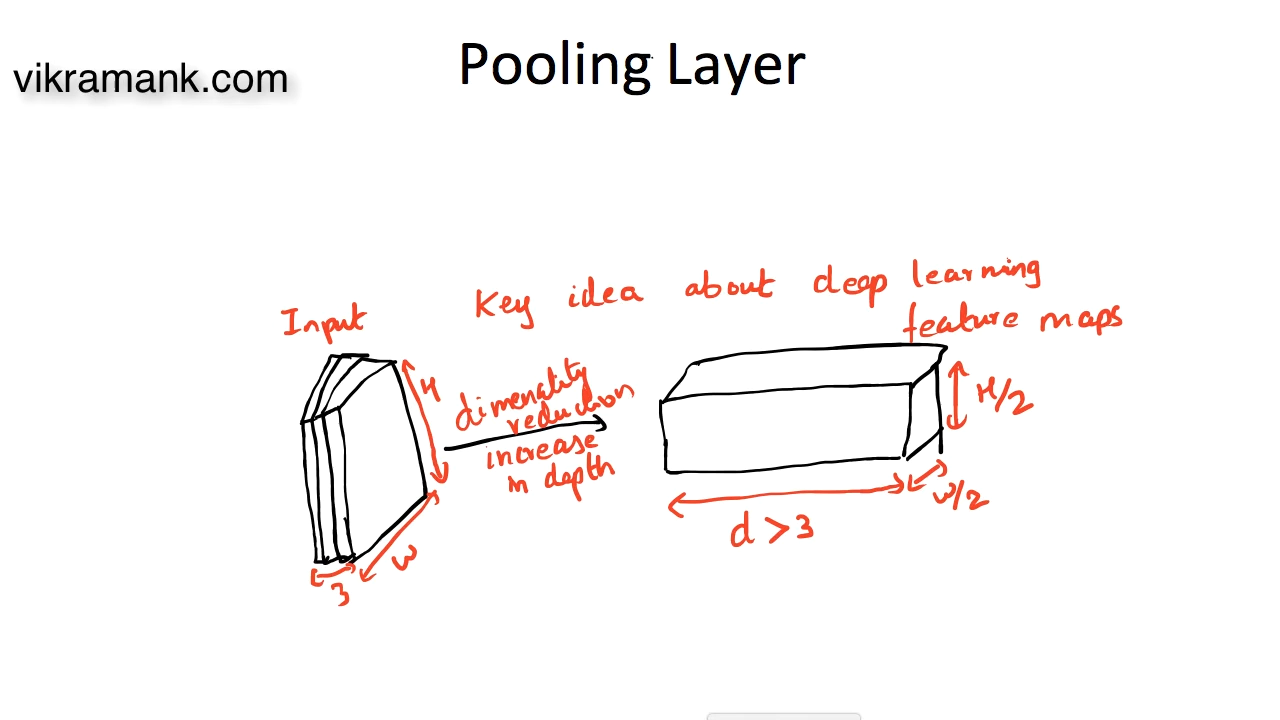 Pooling Layer
vikramank.com
Key idea about deep learning
feature maps
Input
H
dimenality
reduction
increase
in depth
H/2
W/2
d > 3
W
3